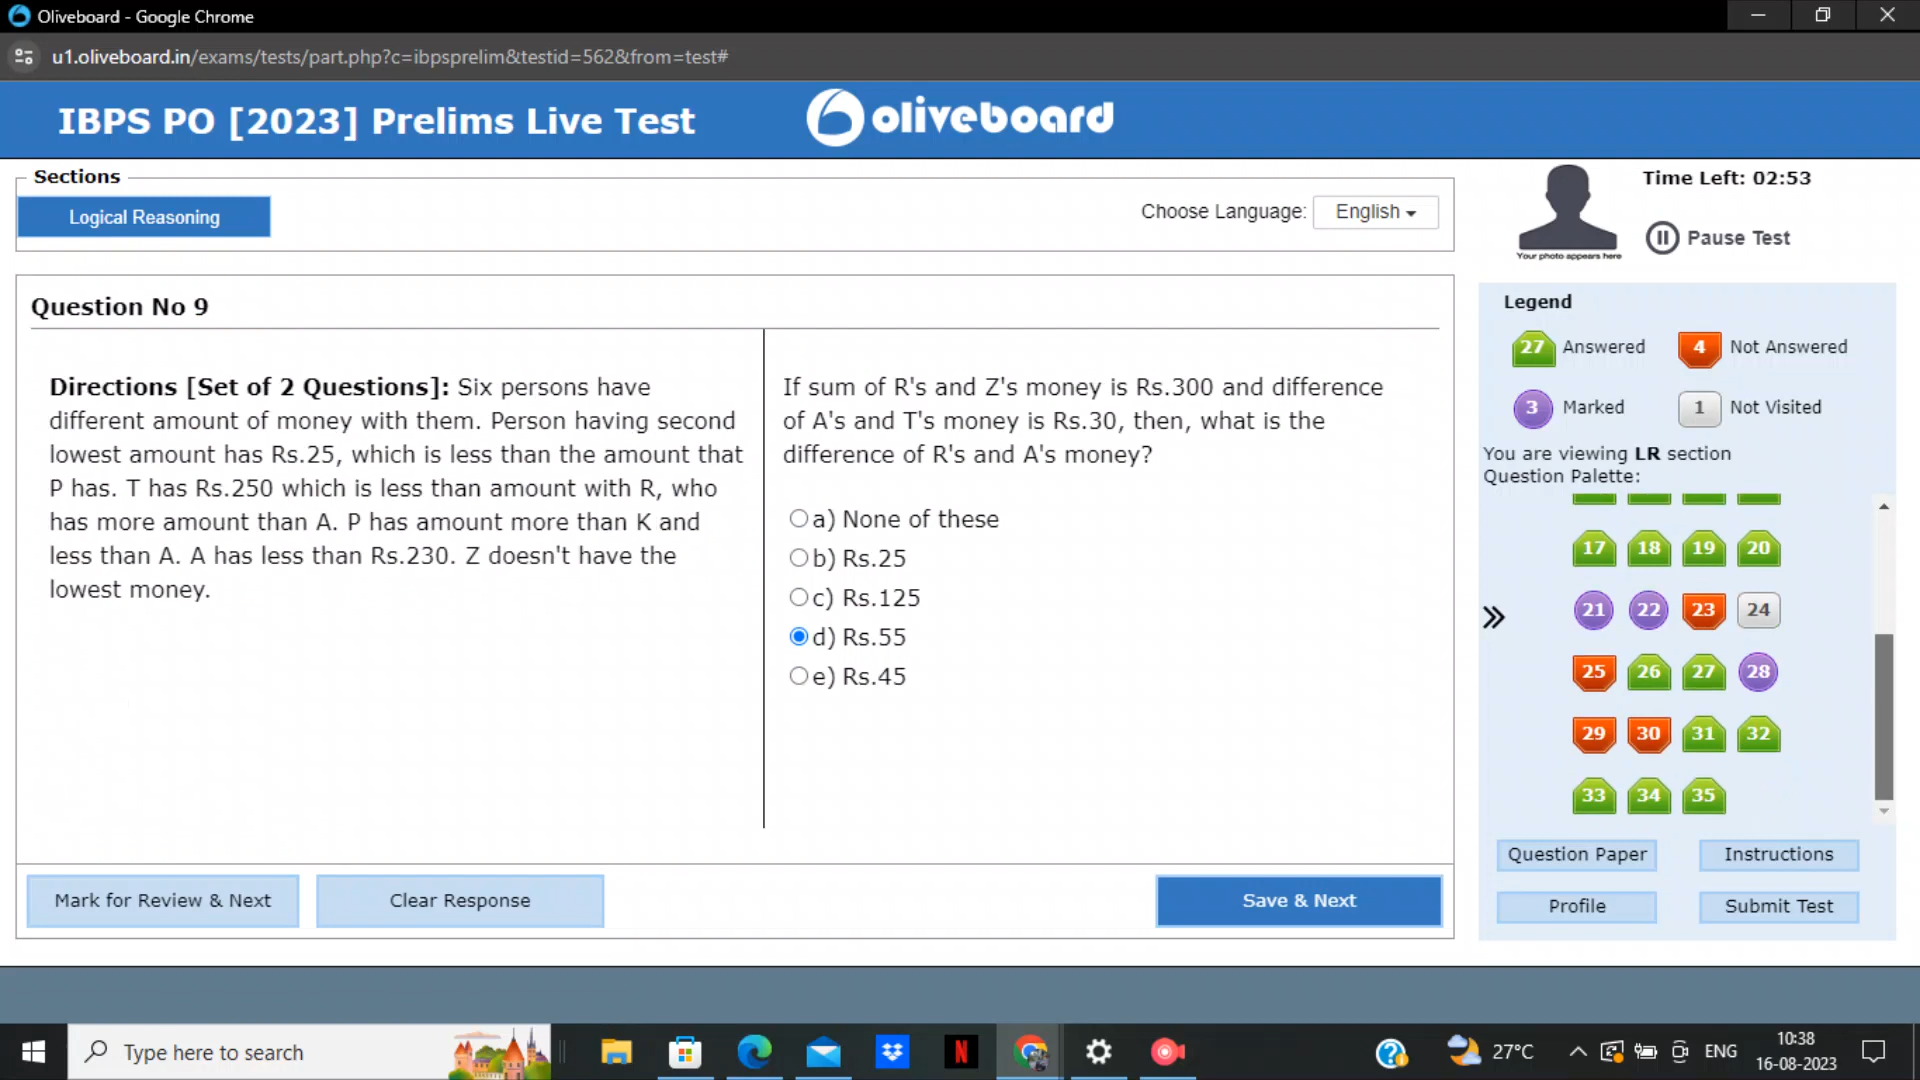 Oliveboard - Google Chrome
u1.oliveboard.in/exams/tests/part.php?c=ibpsprelim&testid=562&from=test#
IBPS PO [2023] Prelims Live Test
oliveboard
Sections
Logical Reasoning
Choose Language:
English
Your photo appears here
Time Left: 02:53
Pause Test
Question No 9
Directions [Set of 2 Questions]: Six persons have
different amount of money with them. Person having second
lowest amount has Rs.25, which is less than the amount that
P has. T has Rs.250 which is less than amount with R, who
has more amount than A. P has amount more than K and
less than A. A has less than Rs.230. Z doesn't have the
lowest money.
If sum of R's and Z's money is Rs.300 and difference
of A's and T's money is Rs.30, then, what is the
difference of R's and A's money?
a) None of these
b) Rs.25
c) Rs.125
d) Rs.55
e) Rs.45
Mark for Review & Next
Clear Response
Save & Next
Legend
27 Answered
4 Not Answered
3 Marked
1 Not Visited
You are viewing LR section
Question Palette:
17 18 19 20
21 22 23 24
25 26 27 28
29 30 31 32
33 34 35
Question Paper
Instructions
Profile
Submit Test
Type here to search
N
27°C
ENG
10:38
16-08-2023